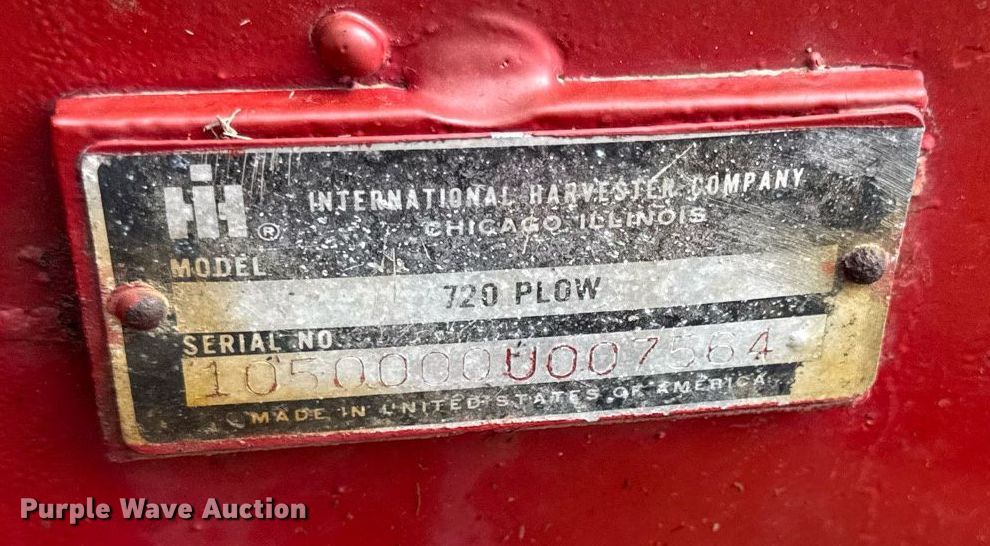 IH ®
INTERNATIONAL HARVESTER COMPANY
CHICAGO, ILLINOIS
MODEL
720 PLOW
SERIAL NO
1050000U007564
MADE IN UNITED STATES OF AMERICA
Purple Wave Auction